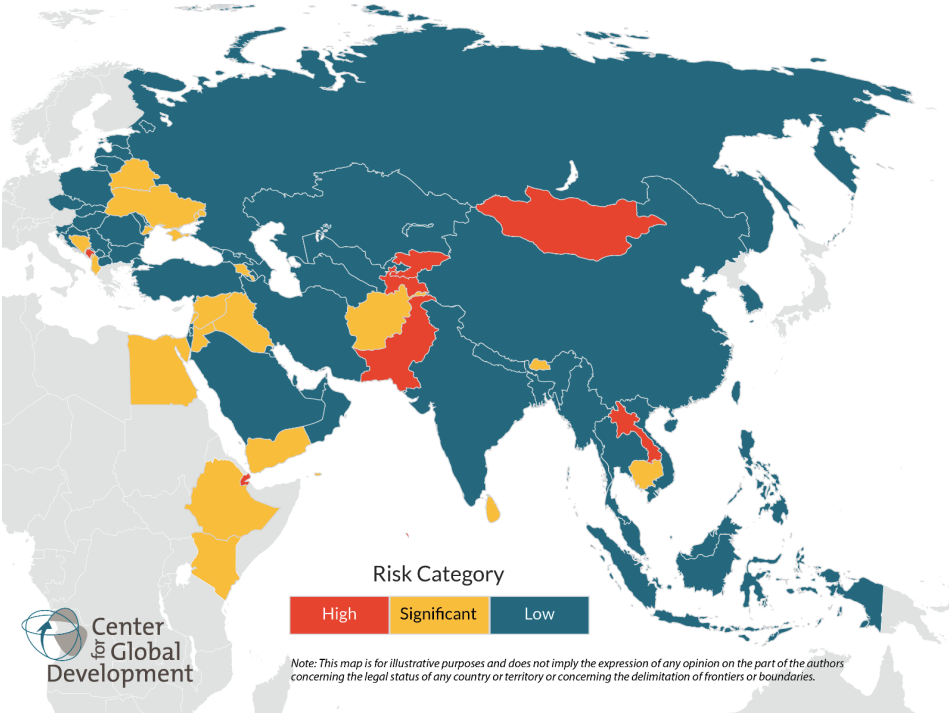 Risk Category
High
Significant
Low
Center
for Global
Development
Note: This map is for illustrative purposes and does not imply the expression of any opinion on the part of the authors
concerning the legal status of any country or territory or concerning the delimitation of frontiers or boundaries.